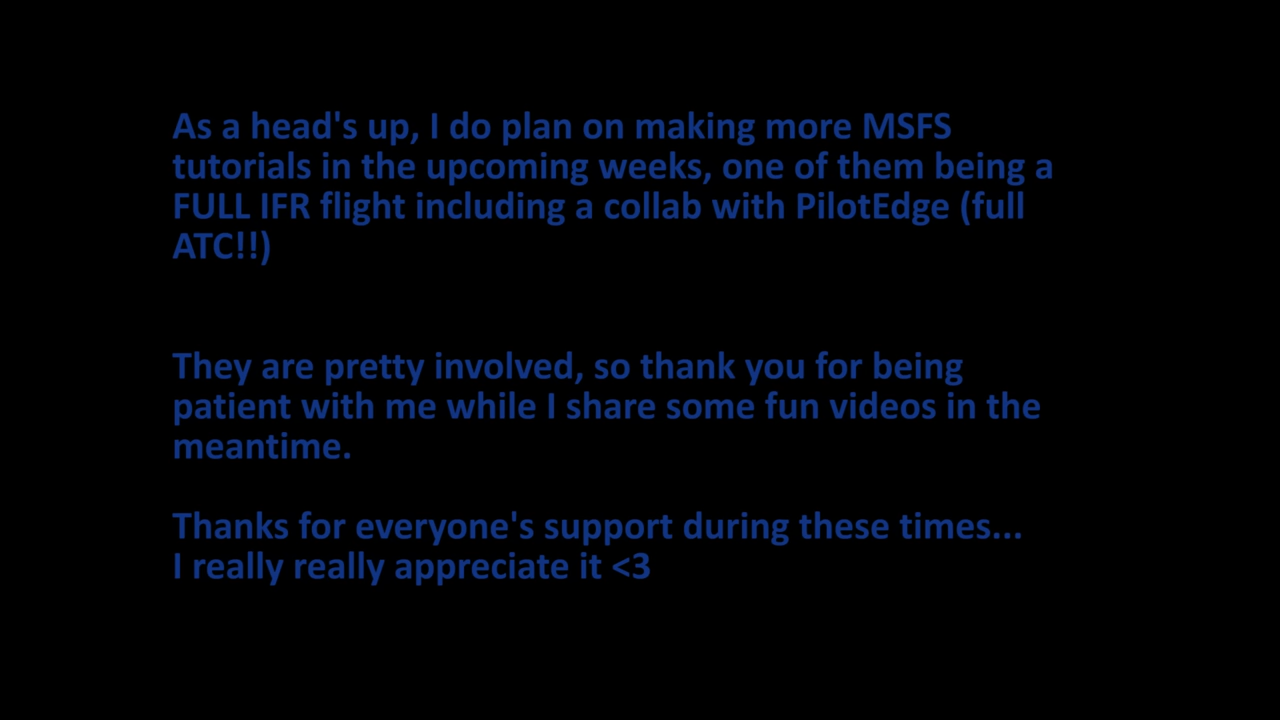 As a head's up, I do plan on making more MSFS
tutorials in the upcoming weeks, one of them being a
FULL IFR flight including a collab with PilotEdge (full
ATC!!)
They are pretty involved, so thank you for being
patient with me while I share some fun videos in the
meantime.
Thanks for everyone's support during these times...
I really really appreciate it <3